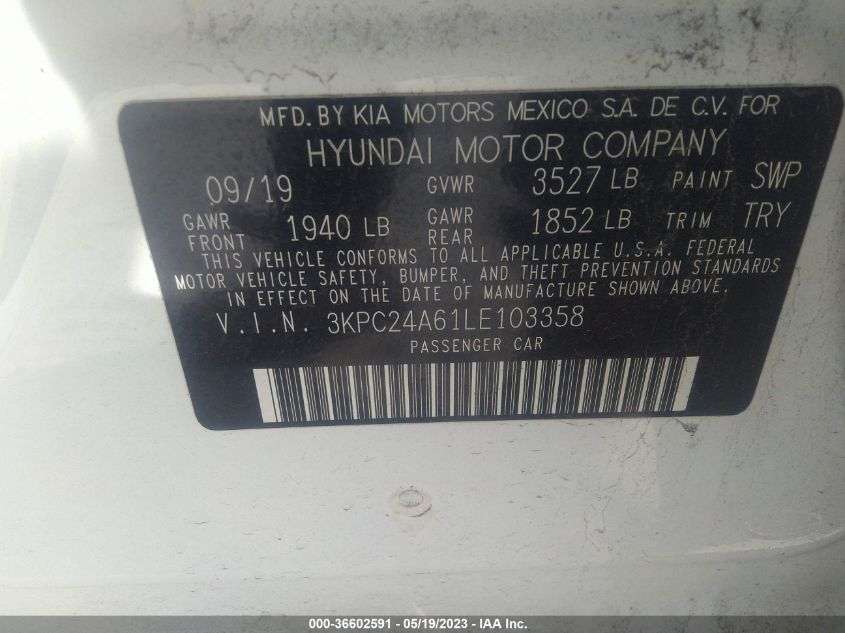 MFD. BY KIA MOTORS MEXICO S.A. DE C.V. FOR
HYUNDAI MOTOR COMPANY
09/19 GVWR 3527 LB PAINT SWP
GAWR FRONT 1940 LB GAWR REAR 1852 LB TRIM TRY
THIS VEHICLE CONFORMS TO ALL APPLICABLE U.S.A. FEDERAL
MOTOR VEHICLE SAFETY, BUMPER, AND THEFT PREVENTION STANDARDS
IN EFFECT ON THE DATE OF MANUFACTURE SHOWN ABOVE.
V.I.N. 3KPC24A61LE103358
PASSENGER CAR
000-36602591 - 05/19/2023 - IAA Inc.